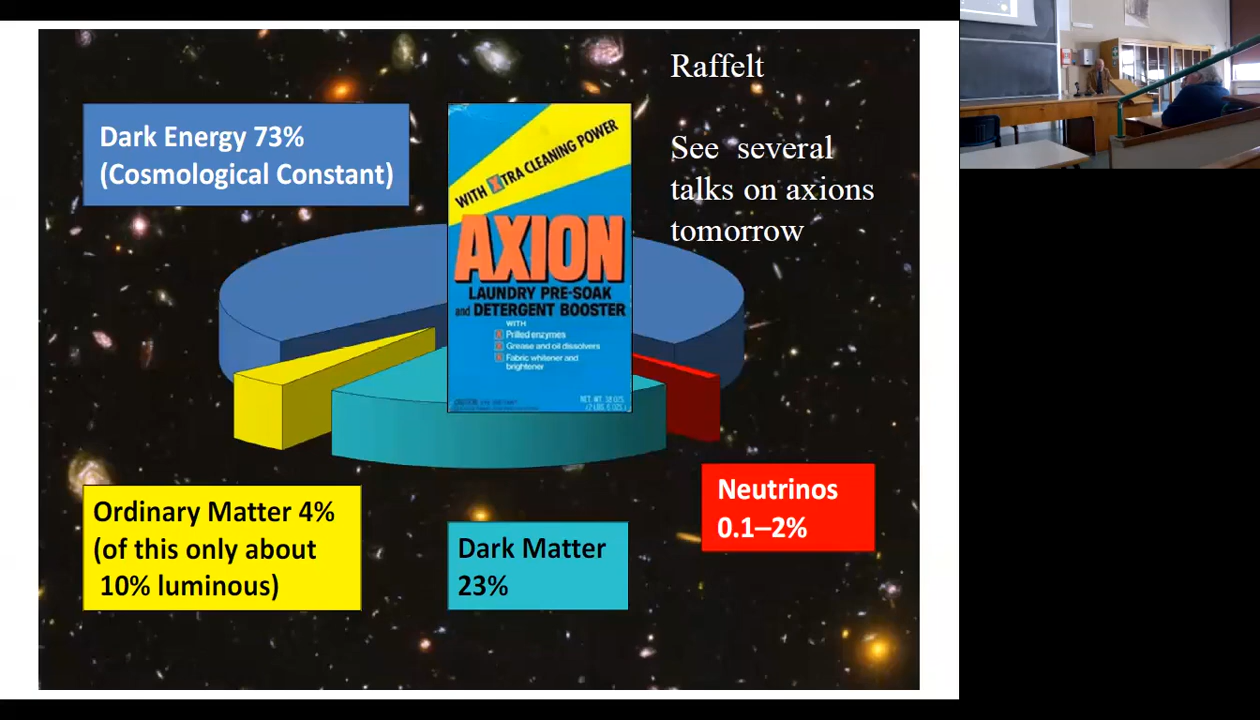 Raffelt
See several
talks on axions
tomorrow
Dark Energy 73%
(Cosmological Constant)
WITH XTRA CLEANING POWER
AXION
LAUNDRY PRE-SOAK
and DETERGENT BOOSTER
WITH
Prilled enzymes
Grease and oil dissolvers
Fabric whitener and
brightener
Ordinary Matter 4%
(of this only about
10% luminous)
Dark Matter
23%
Neutrinos
0.1–2%